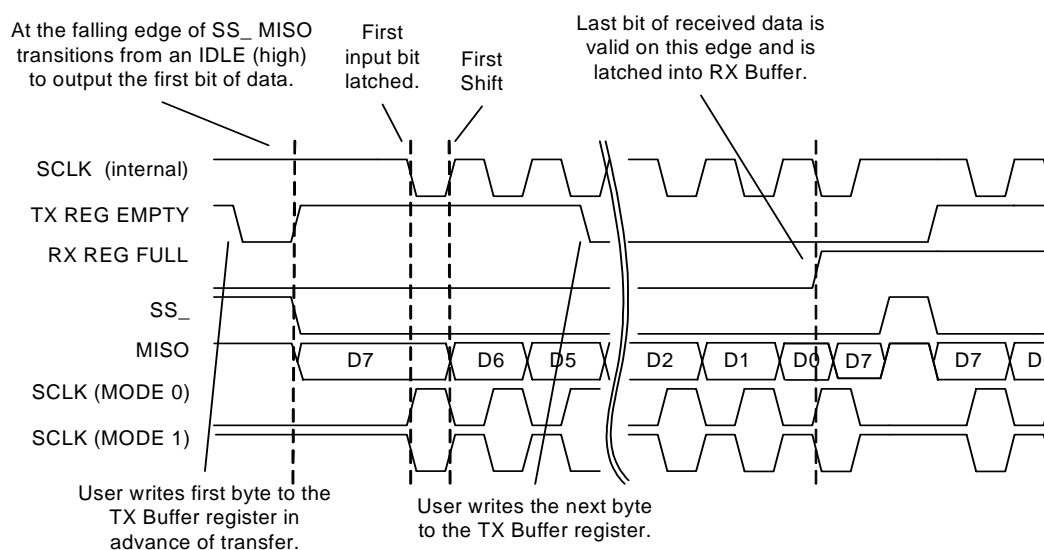 At the falling edge of SS_ MISO
transitions from an IDLE (high)
to output the first bit of data.
First
input bit
latched.
First
Shift
Last bit of received data is
valid on this edge and is
latched into RX Buffer.
SCLK (internal)
TX REG EMPTY
RX REG FULL
SS_
MISO
D7
D6
D5
D2
D1
D0
D7
D7
D
SCLK (MODE 0)
SCLK (MODE 1)
User writes first byte to the
TX Buffer register in
advance of transfer.
User writes the next byte
to the TX Buffer register.